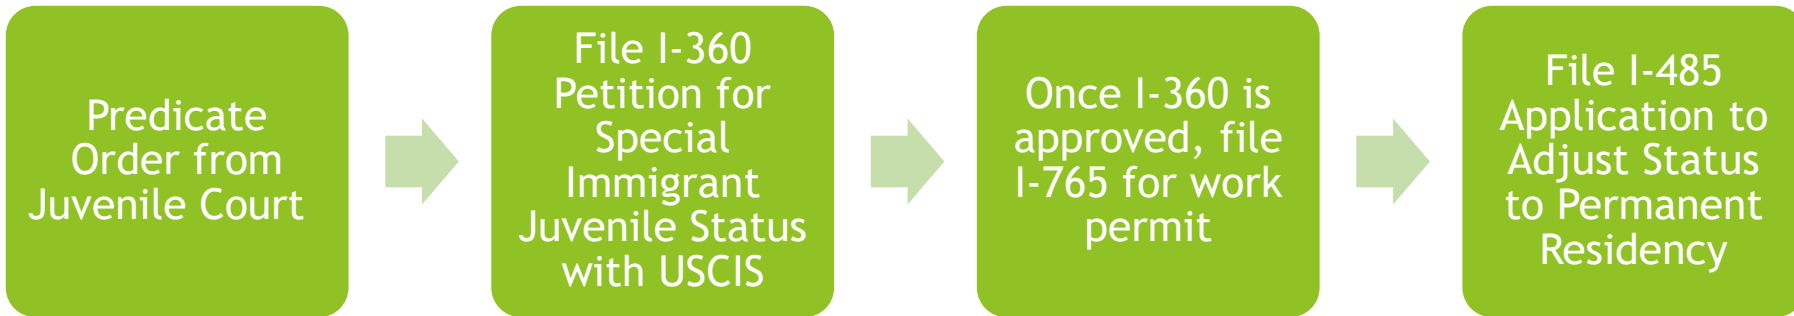 Predicate
Order from
Juvenile Court
File I-360
Petition for
Special
Immigrant
Juvenile Status
with USCIS
Once I-360 is
approved, file
I-765 for work
permit
File I-485
Application to
Adjust Status
to Permanent
Residency